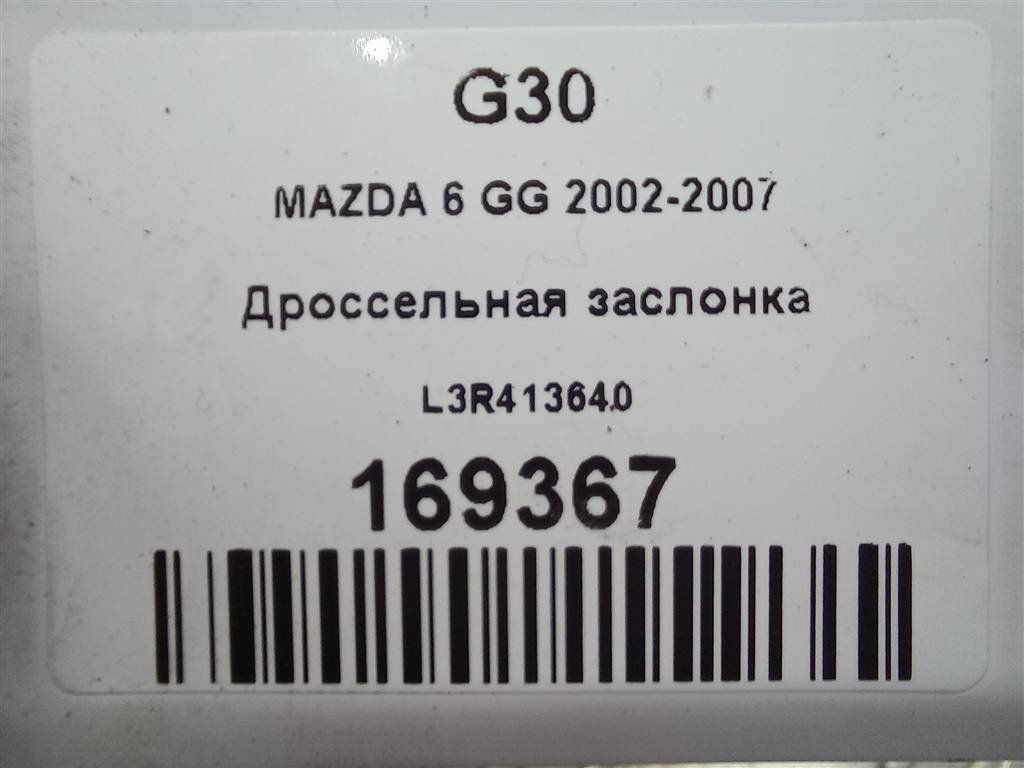 G30
MAZDA 6 GG 2002-2007
Дроссельная заслонка
L3R413640
169367